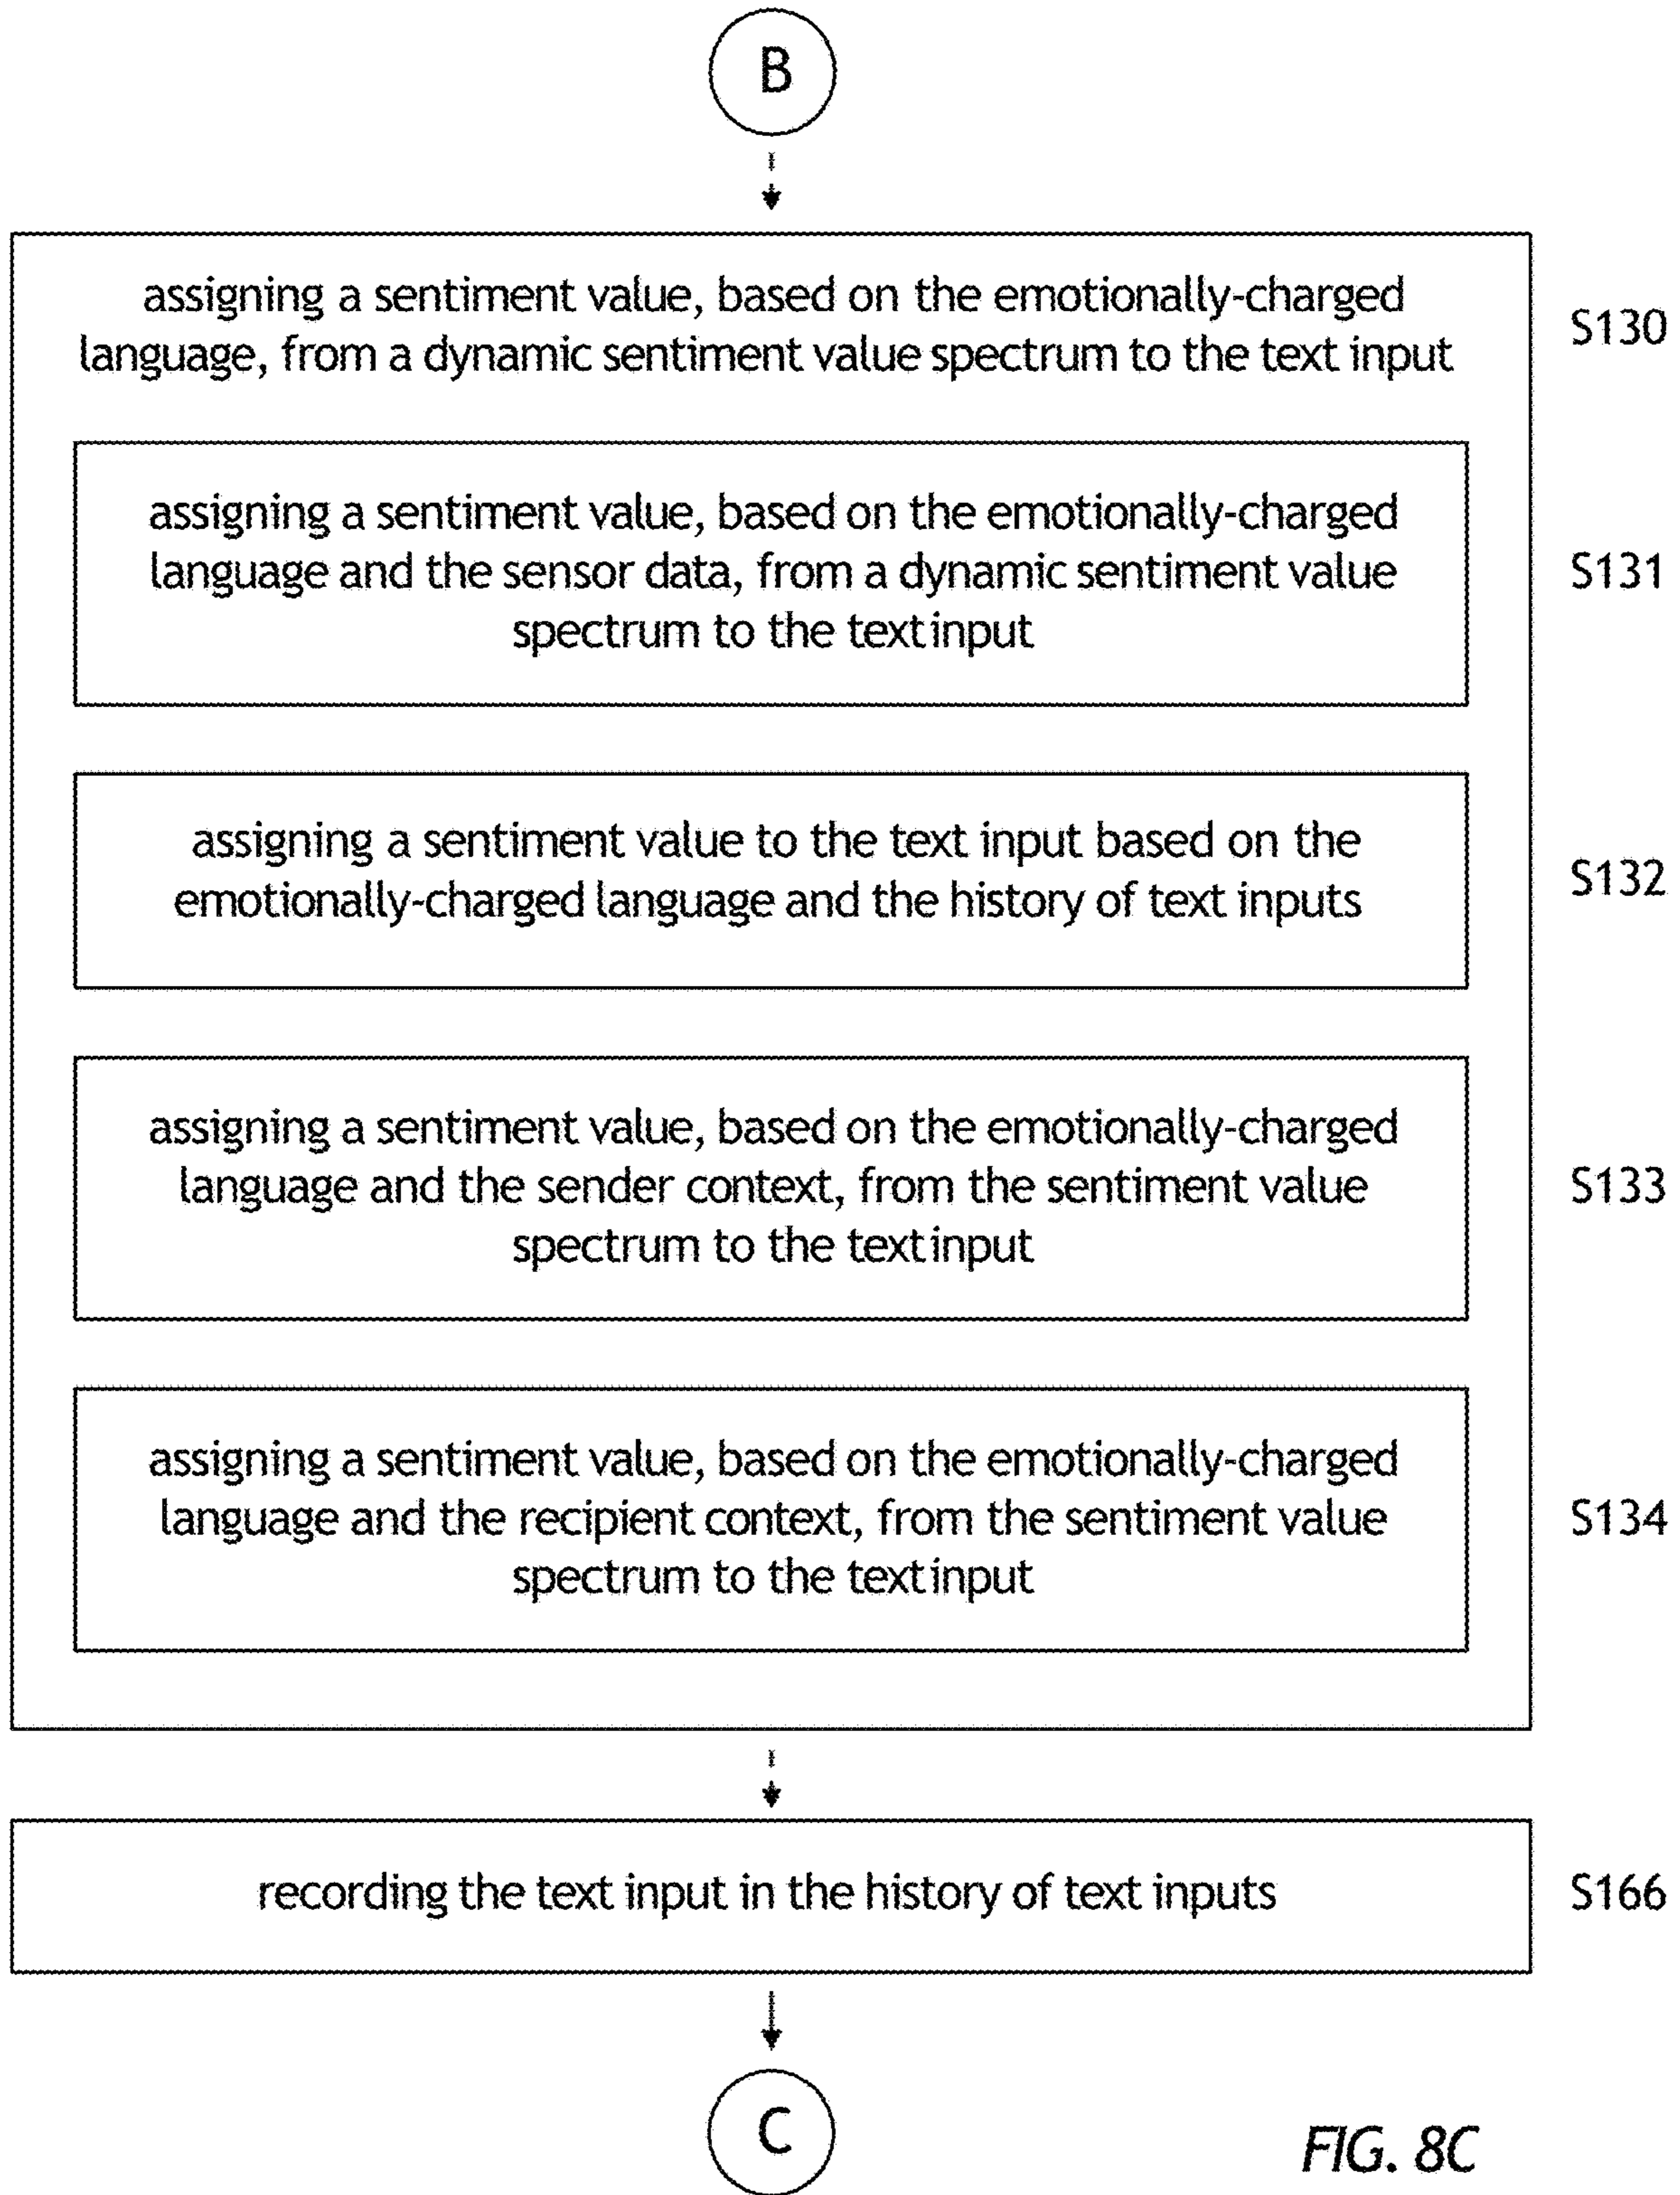 B
assigning a sentiment value, based on the emotionally-charged
language, from a dynamic sentiment value spectrum to the text input
S130
assigning a sentiment value, based on the emotionally-charged
language and the sensor data, from a dynamic sentiment value
spectrum to the text input
S131
assigning a sentiment value to the text input based on the
emotionally-charged language and the history of text inputs
S132
assigning a sentiment value, based on the emotionally-charged
language and the sender context, from the sentiment value
spectrum to the text input
S133
assigning a sentiment value, based on the emotionally-charged
language and the recipient context, from the sentiment value
spectrum to the text input
S134
recording the text input in the history of text inputs
S166
C
FIG. 8C